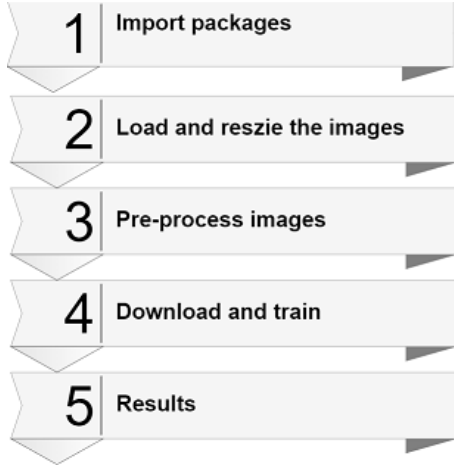 1 Import packages
2 Load and reszie the images
3 Pre-process images
4 Download and train
5 Results